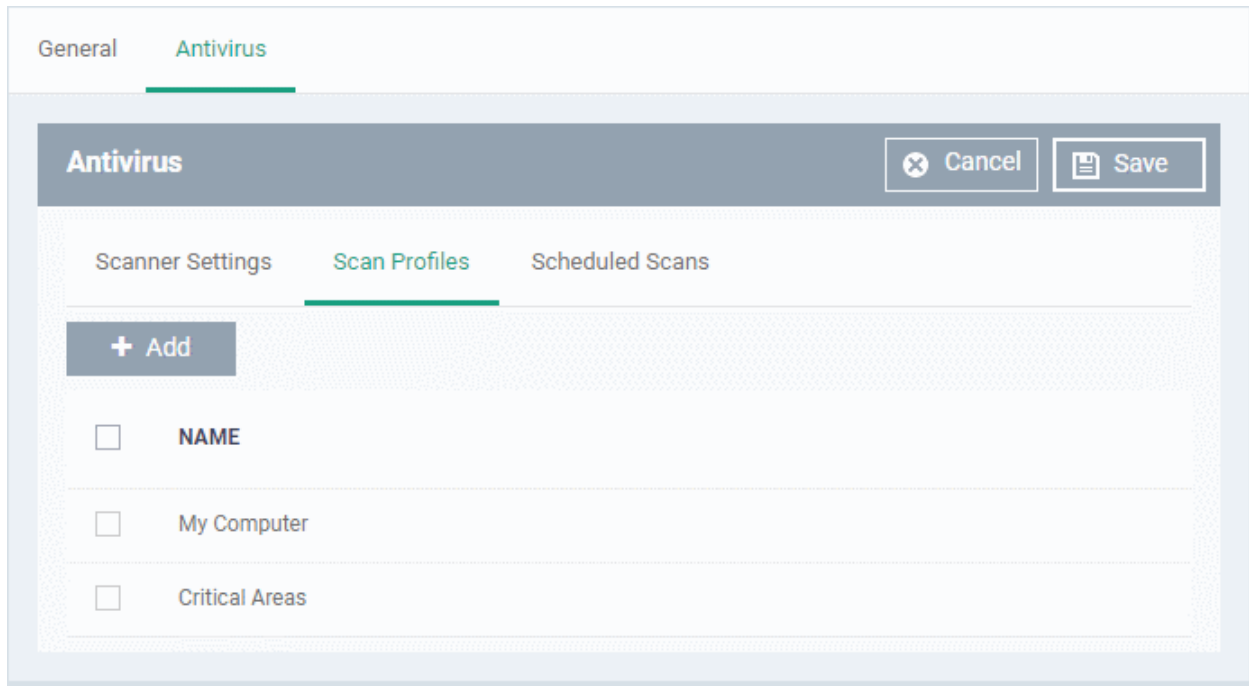 General Antivirus
Antivirus Cancel Save
Scanner Settings Scan Profiles Scheduled Scans
+ Add
NAME
My Computer
Critical Areas